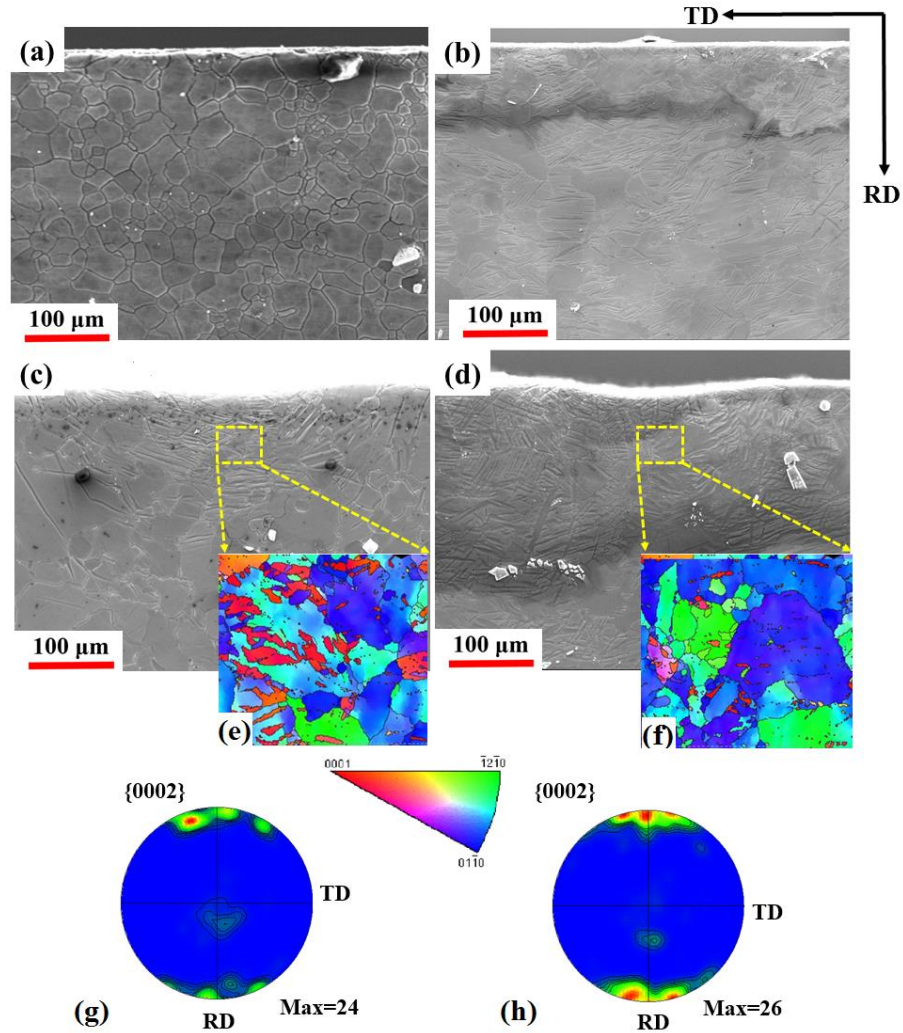 (a)
(b)
TD
RD
100 μm
100 μm
(c)
(d)
100 μm
100 μm
(e)
(f)
0001
1̅21̅0
011̅0
{0002}
{0002}
TD
TD
(g)
RD
Max=24
(h)
RD
Max=26